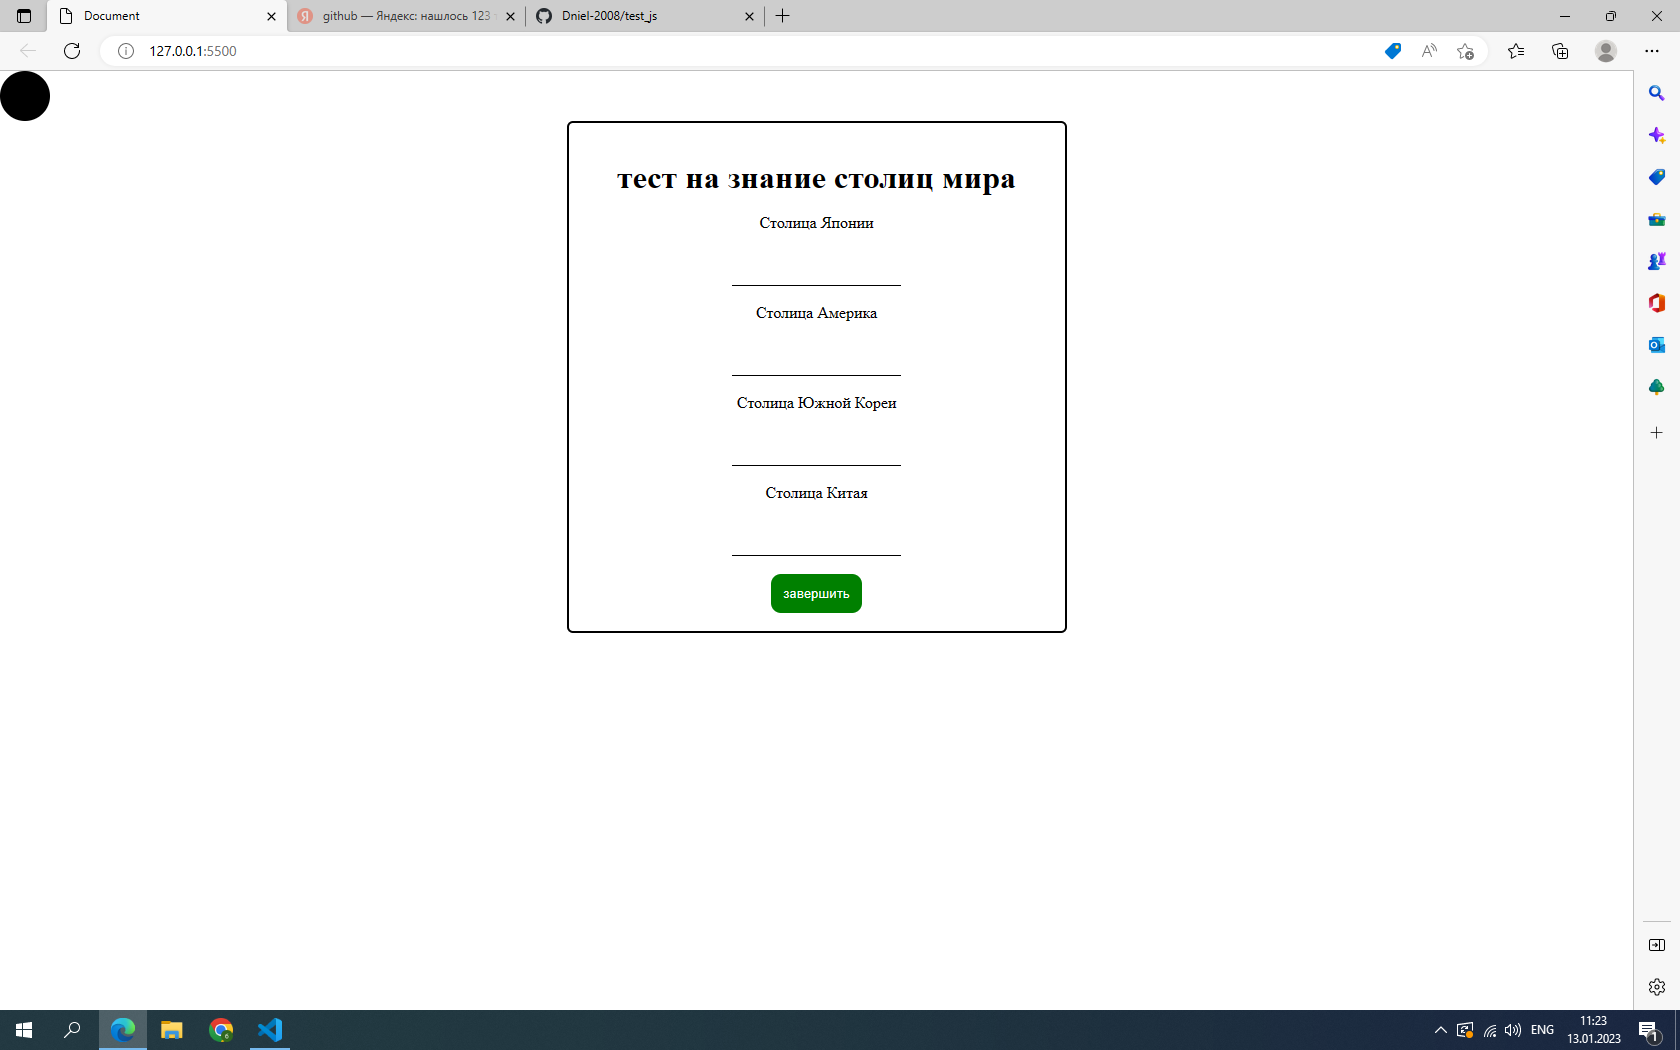 Document
github — Яндекс: нашлось 123
Dniel-2008/test_js
127.0.0.1:5500
тест на знание столиц мира
Столица Японии
Столица Америка
Столица Южной Кореи
Столица Китая
завершить
ENG
11:23
13.01.2023
1